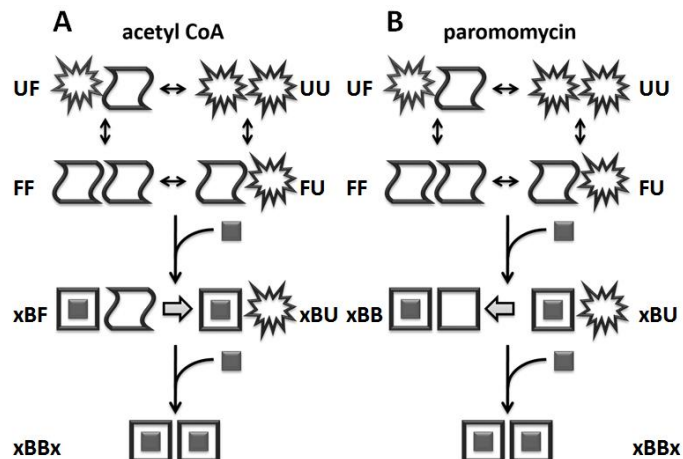 A acetyl CoA B paromomycin
UF UU UF UU
FF FU FF FU
xBF xBU xBB xBU
xBBx xBBx